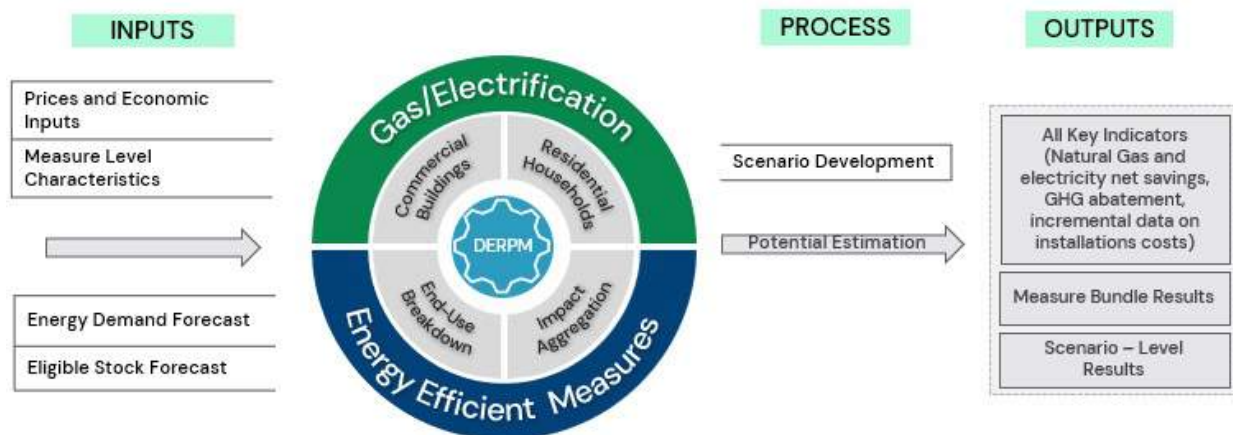 INPUTS
PROCESS
OUTPUTS
Prices and Economic
Inputs
Measure Level
Characteristics
Energy Demand Forecast
Eligible Stock Forecast
Gas/Electrification
Commercial
Buildings
Residential
Households
DERPM
End-Use
Breakdown
Impact
Aggregation
Energy Efficient Measures
Scenario Development
Potential Estimation
All Key Indicators
(Natural Gas and
electricity net savings,
GHG abatement,
incremental data on
installations costs)
Measure Bundle Results
Scenario – Level
Results